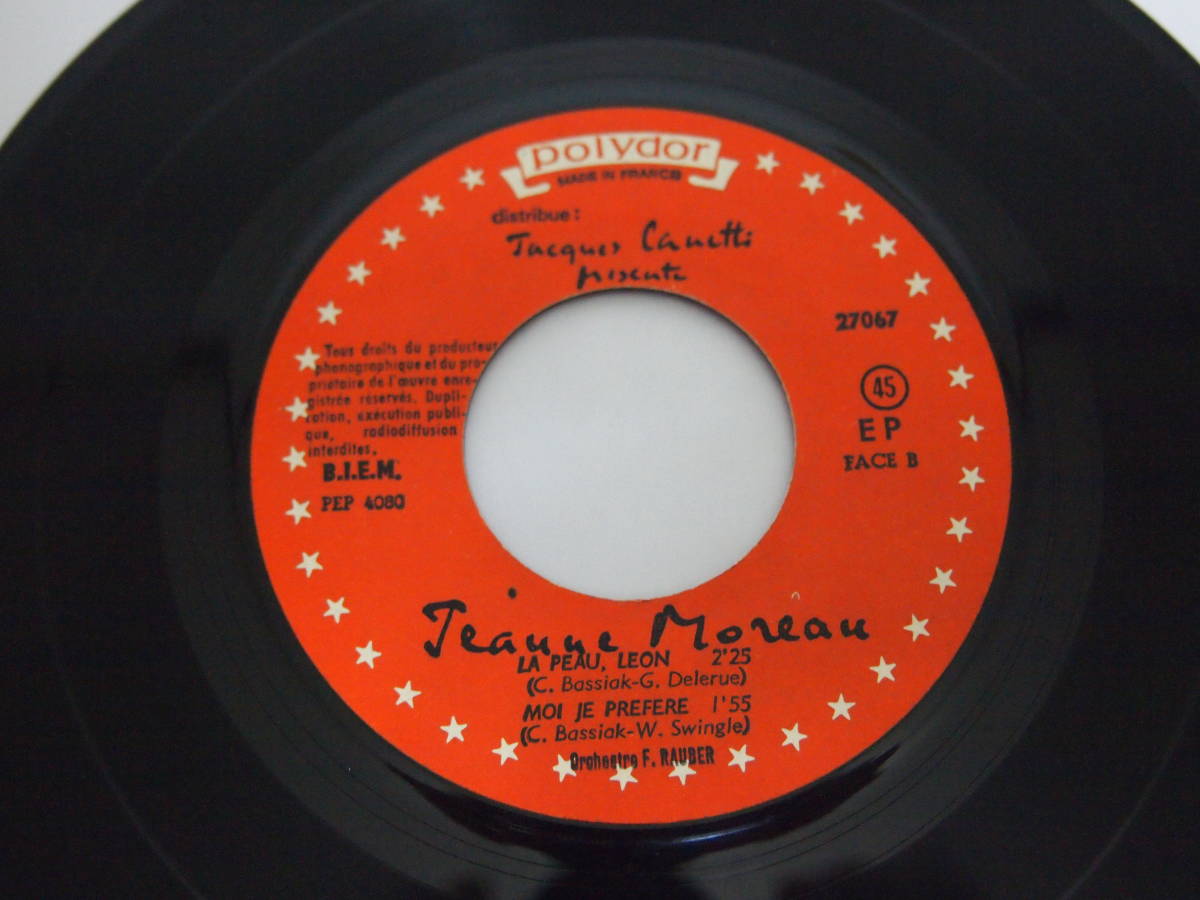 polydor
MADE IN FRANCE
distribue :
Jacques Canetti
presente
27067
45
EP
FACE B
Tous droits du producteur
phonographique et du pro-
priétaire de l'œuvre enre-
gistrée réservés. Dupli-
cation, exécution publi-
que, radiodiffusion
interdites.
B.I.E.M.
PEP 4080
Jeanne Moreau
LA PEAU, LEON 2'25
(C. Bassiak-G. Delerue)
MOI JE PREFERE 1'55
(C. Bassiak-W. Swingle)
Orchestre F. RAUBER